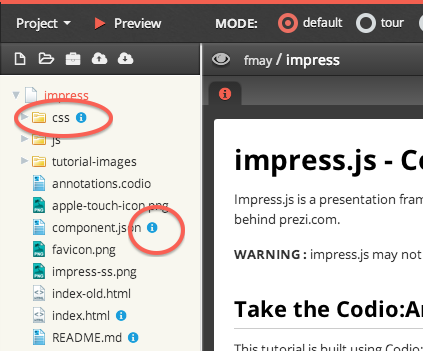 Project Preview MODE: default tour
fmay / impress
impress
css
js
tutorial-images
annotations.codio
apple-touch-icon.png
component.json
favicon.png
impress-ss.png
index-old.html
index.html
README.md
impress.js - Co
Impress.js is a presentation fram
behind prezi.com.
WARNING: impress.js may not
Take the Codio:An
This tutorial is built using Codio: